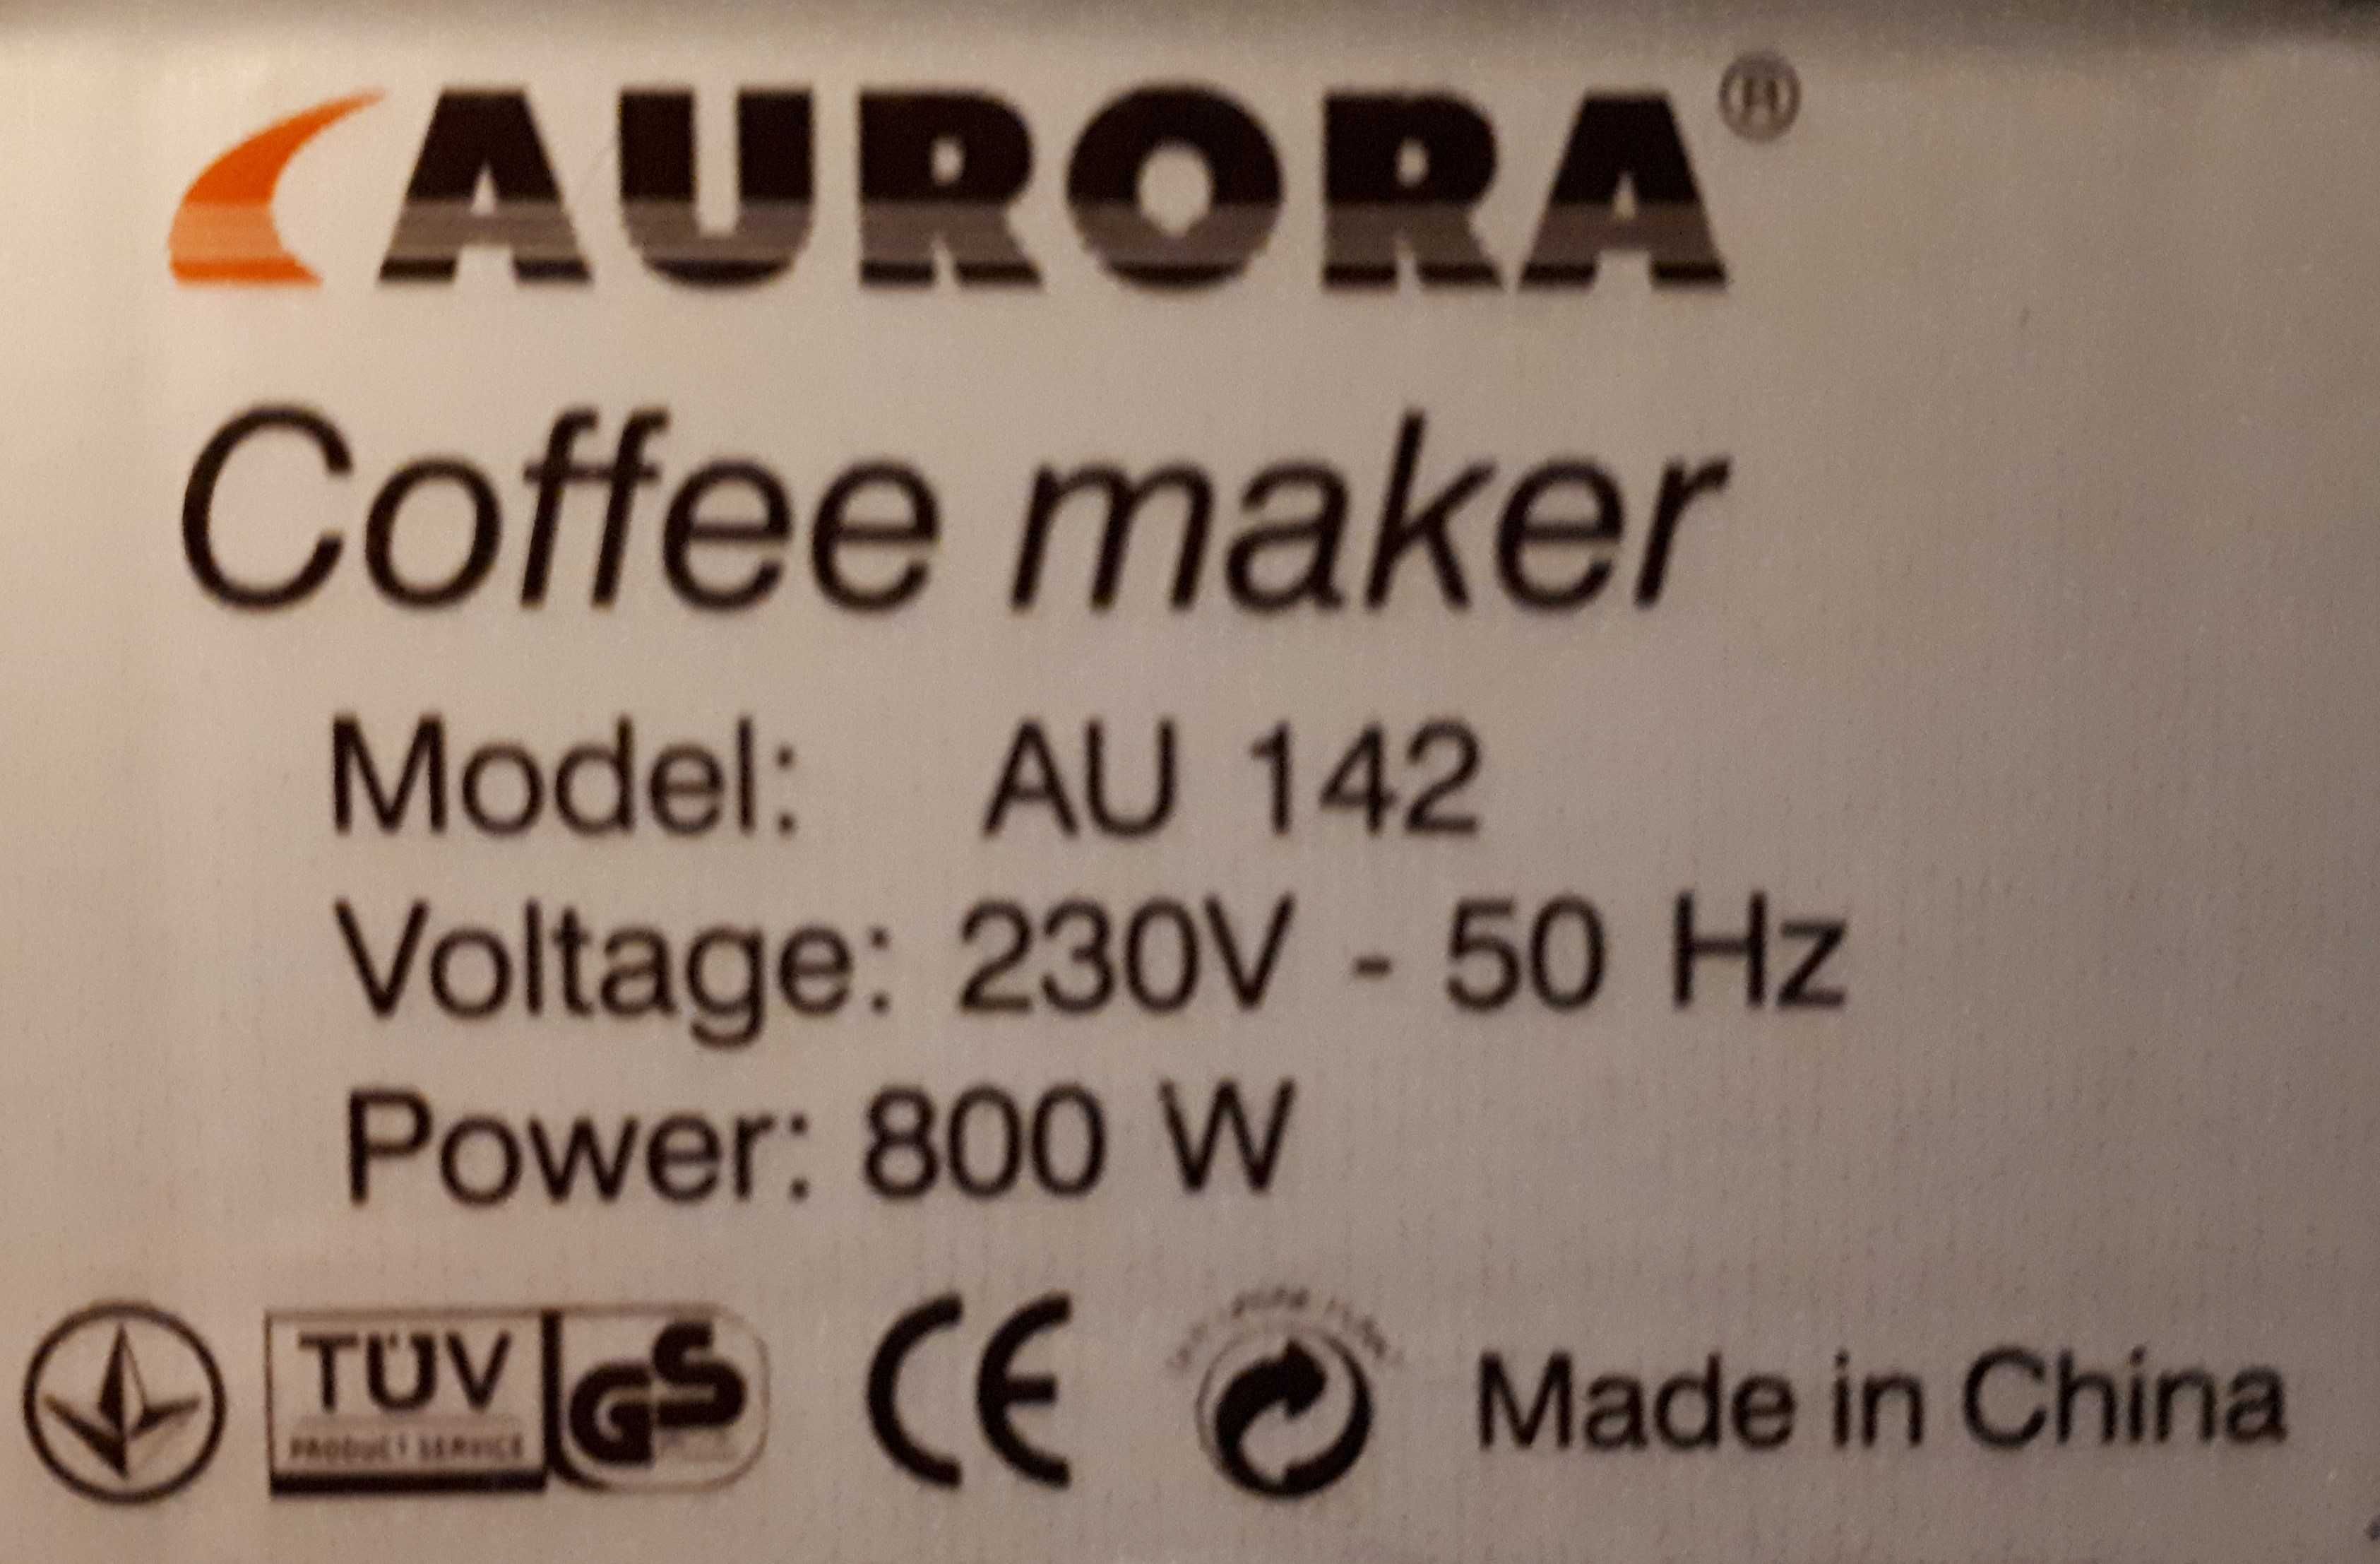 AURORA®
Coffee maker
Model: AU 142
Voltage: 230V - 50 Hz
Power: 800 W
TÜV GS CE Made in China
PRODUCT SERVICE